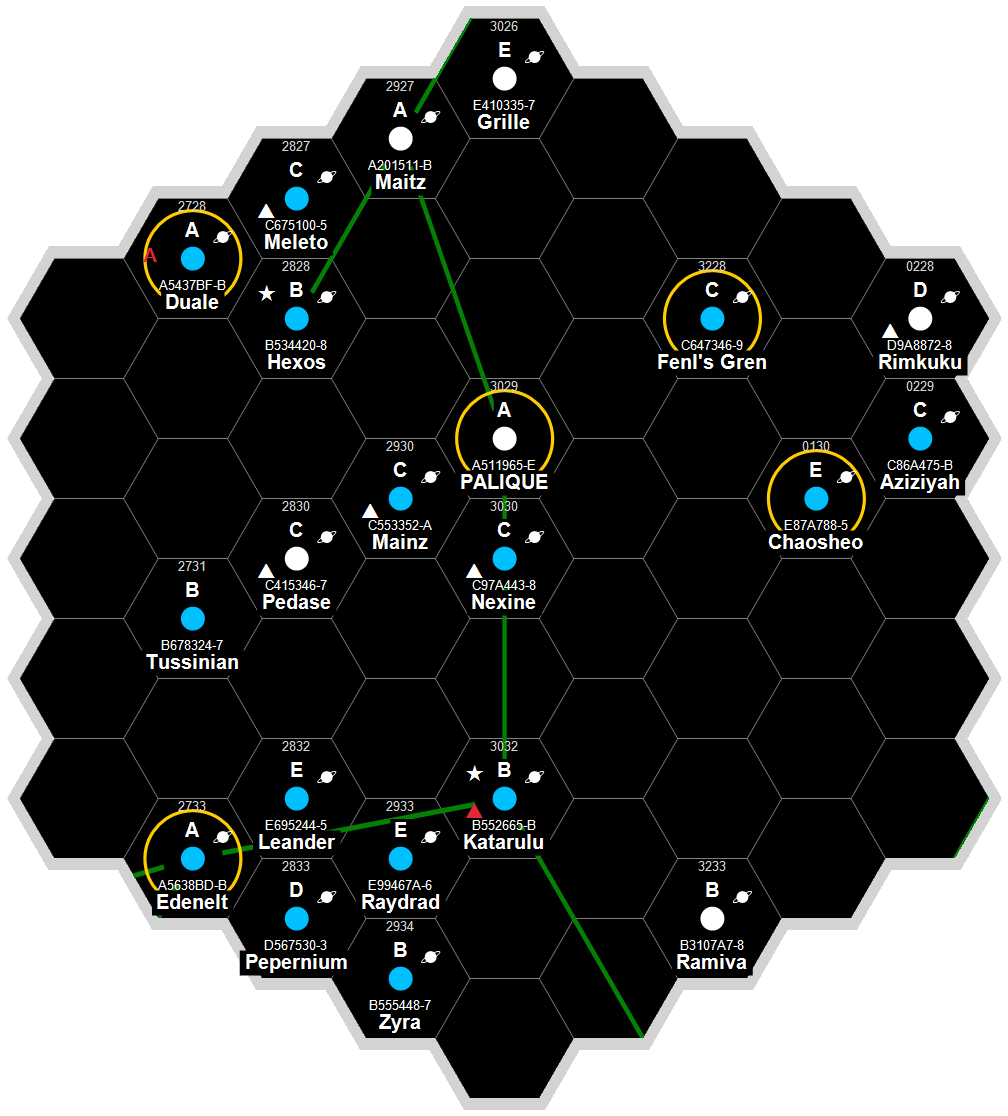 3026
E
E410335-7
Grille
2927
A
A201511-B
Maitz
2827
C
C675100-5
Meleto
2728
A
A
A5437BF-B
Duale
2828
B
B534420-8
Hexos
3228
C
C647346-9
Fenl's Gren
0228
D
D9A8872-8
Rimkuku
3029
A
A511965-E
PALIQUE
0229
C
C86A475-B
Aziziyah
2930
C
C553352-A
Mainz
0130
E
E87A788-5
Chaosheo
2830
C
C415346-7
Pedase
3030
C
C97A443-8
Nexine
2731
B
B678324-7
Tussinian
2832
E
E695244-5
Leander
3032
B
B552665-B
Katarulu
2733
A
A5638BD-B
Edenelt
2933
E
E99467A-6
Raydrad
2833
D
D567530-3
Pepernium
3233
B
B3107A7-8
Ramiva
2934
B
B555448-7
Zyra